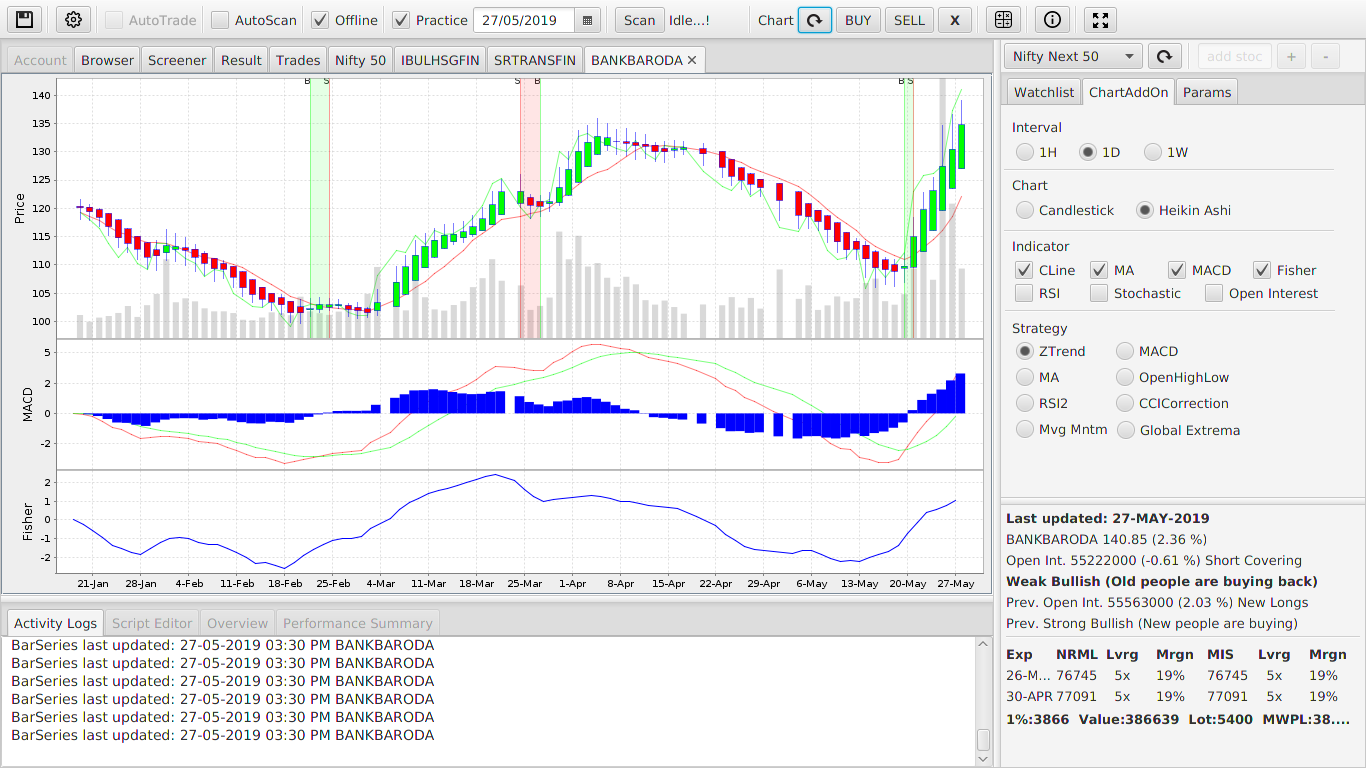 AutoTrade AutoScan Offline Practice 27/05/2019 Scan Idle...! Chart BUY SELL X
Account Browser Screener Result Trades Nifty 50 IBULHSGFIN SRTRANSFIN BANKBARODA ✕
Nifty Next 50 add stoc + -
Watchlist ChartAddOn Params
Interval
1H 1D 1W
Chart
Candlestick Heikin Ashi
Indicator
CLine MA MACD Fisher
RSI Stochastic Open Interest
Strategy
ZTrend MACD
MA OpenHighLow
RSI2 CCICorrection
Mvg Mntm Global Extrema
B S S B B S
Price
140
135
130
125
120
115
110
105
100
MACD
5
2
0
-2
Fisher
2
1
0
-1
-2
21-Jan 28-Jan 4-Feb 11-Feb 18-Feb 25-Feb 4-Mar 11-Mar 18-Mar 25-Mar 1-Apr 8-Apr 15-Apr 22-Apr 29-Apr 6-May 13-May 20-May 27-May
Last updated: 27-MAY-2019
BANKBARODA 140.85 (2.36 %)
Open Int. 55222000 (-0.61 %) Short Covering
Weak Bullish (Old people are buying back)
Prev. Open Int. 55563000 (2.03 %) New Longs
Prev. Strong Bullish (New people are buying)
Exp NRML Lvrg Mrgn MIS Lvrg Mrgn
26-M... 76745 5x 19% 76745 5x 19%
30-APR 77091 5x 19% 77091 5x 19%
1%:3866 Value:386639 Lot:5400 MWPL:38....
Activity Logs Script Editor Overview Performance Summary
BarSeries last updated: 27-05-2019 03:30 PM BANKBARODA
BarSeries last updated: 27-05-2019 03:30 PM BANKBARODA
BarSeries last updated: 27-05-2019 03:30 PM BANKBARODA
BarSeries last updated: 27-05-2019 03:30 PM BANKBARODA
BarSeries last updated: 27-05-2019 03:30 PM BANKBARODA
BarSeries last updated: 27-05-2019 03:30 PM BANKBARODA